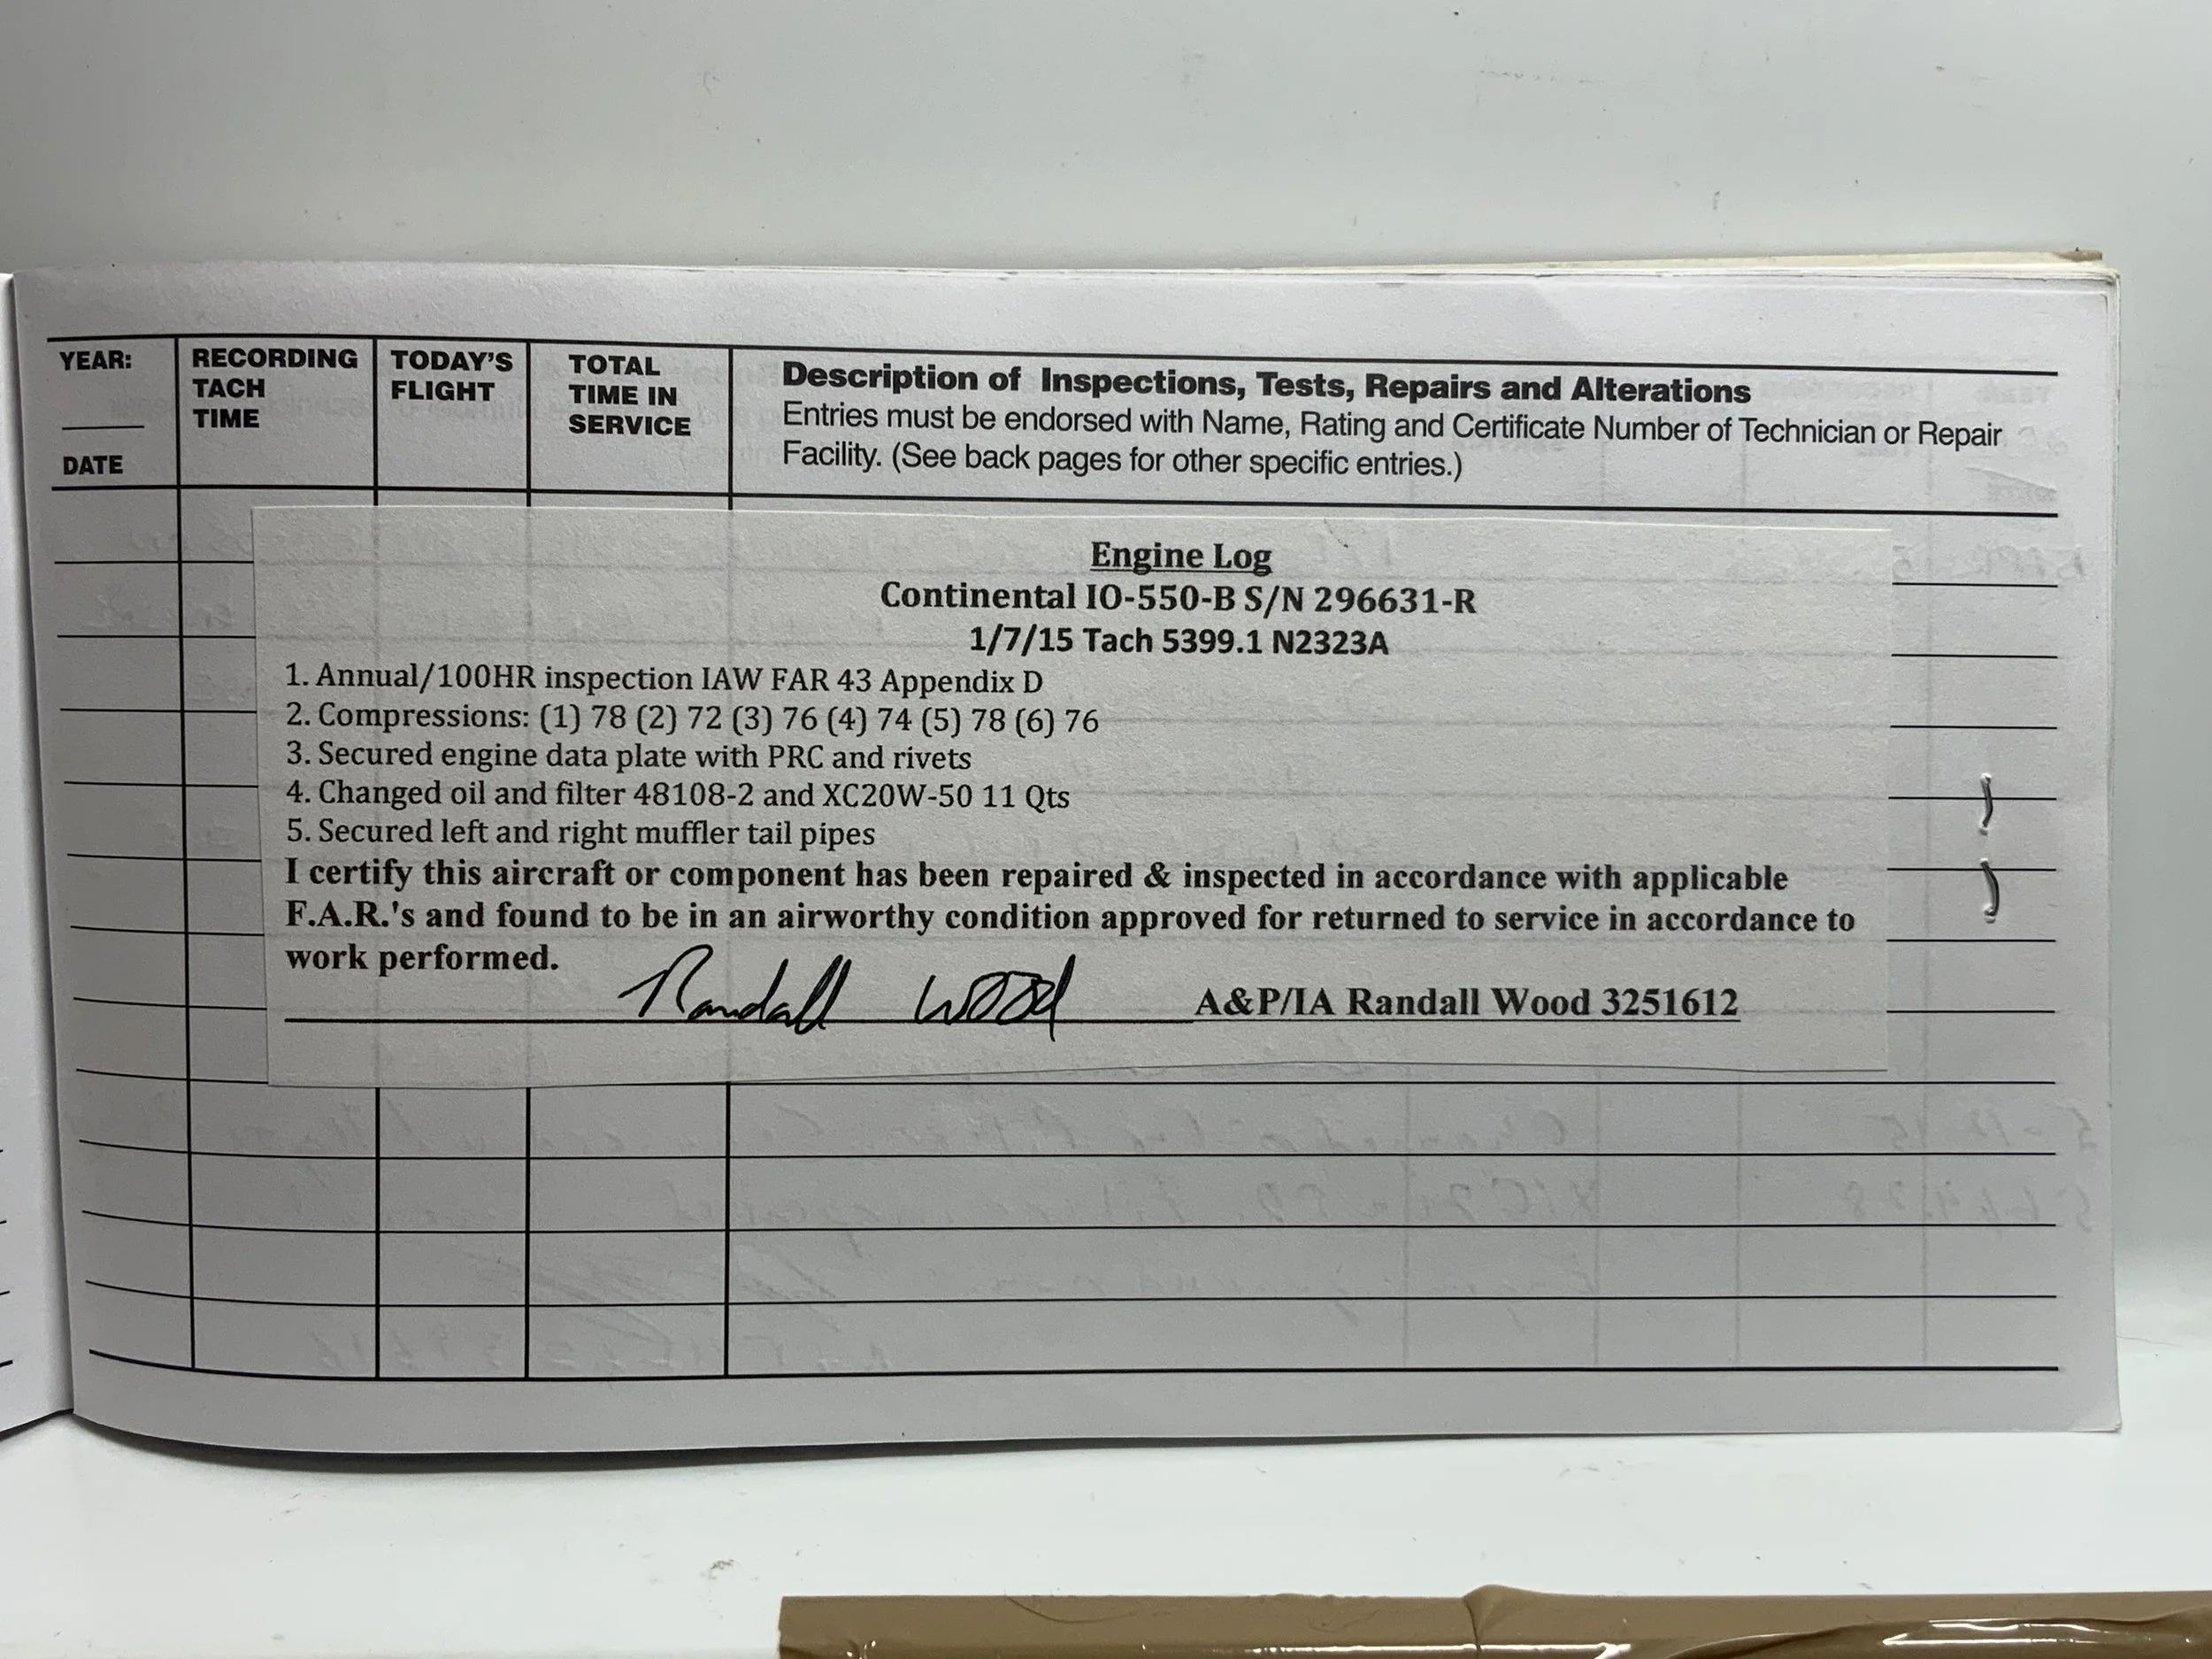 YEAR:
DATE
RECORDING
TACH
TIME
TODAY'S
FLIGHT
TOTAL
TIME IN
SERVICE
Description of Inspections, Tests, Repairs and Alterations
Entries must be endorsed with Name, Rating and Certificate Number of Technician or Repair
Facility. (See back pages for other specific entries.)
Engine Log
Continental IO-550-B S/N 296631-R
1/7/15 Tach 5399.1 N2323A
1. Annual/100HR inspection IAW FAR 43 Appendix D
2. Compressions: (1) 78 (2) 72 (3) 76 (4) 74 (5) 78 (6) 76
3. Secured engine data plate with PRC and rivets
4. Changed oil and filter 48108-2 and XC20W-50 11 Qts
5. Secured left and right muffler tail pipes
I certify this aircraft or component has been repaired & inspected in accordance with applicable
F.A.R.'s and found to be in an airworthy condition approved for returned to service in accordance to
work performed.
Randall Wood A&P/IA Randall Wood 3251612